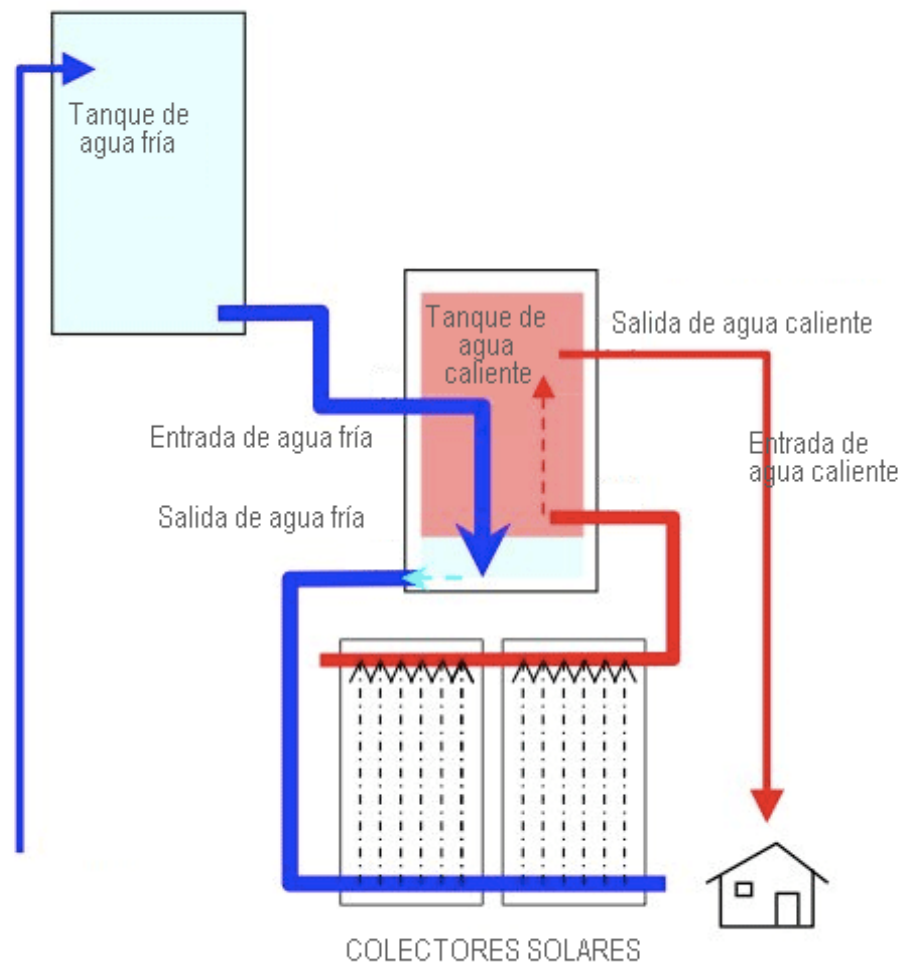 Tanque de
agua fría
Tanque de
agua
caliente
Salida de agua caliente
Entrada de agua fría
Entrada de
agua caliente
Salida de agua fría
COLECTORES SOLARES